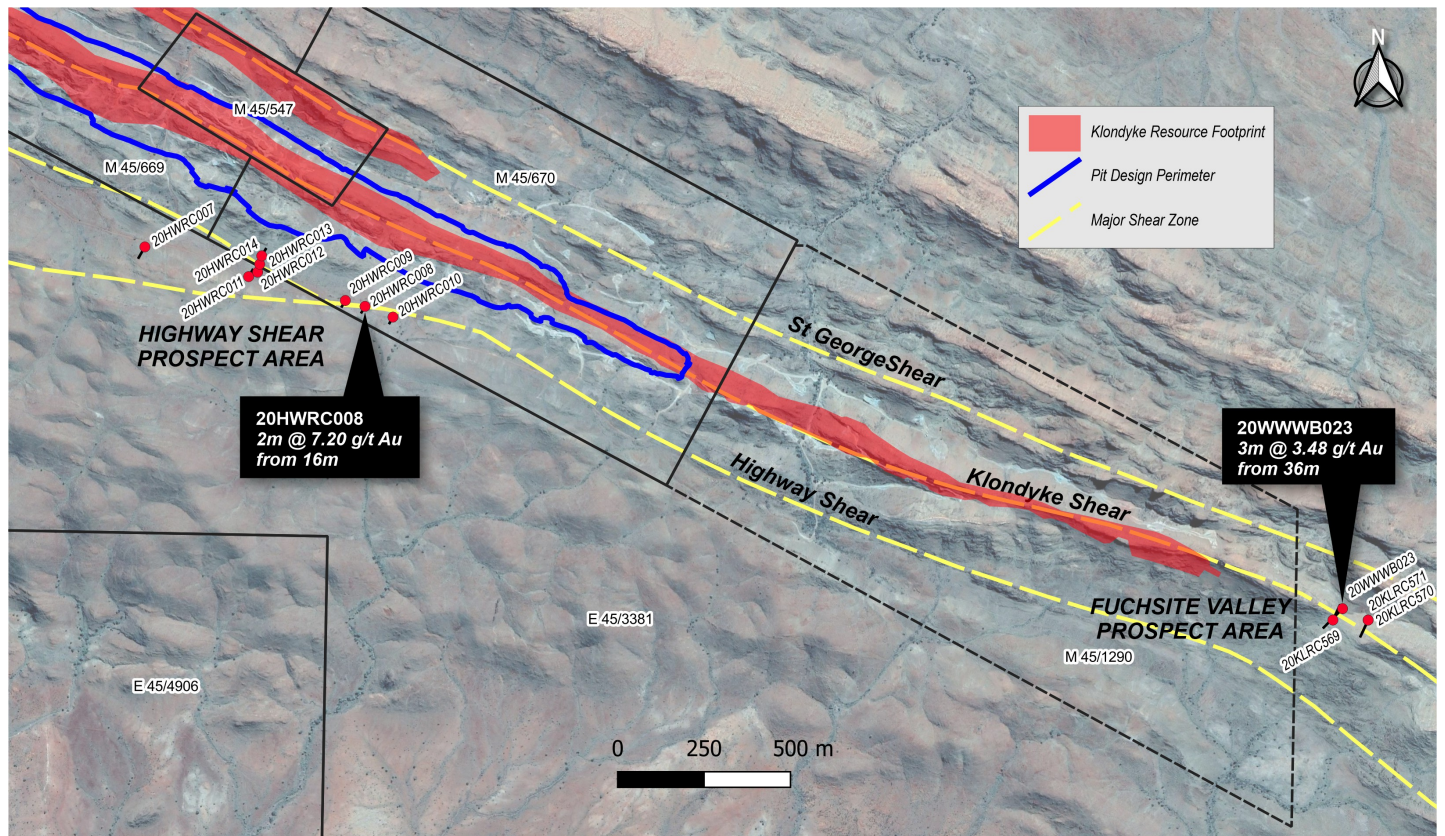 N
Klondyke Resource Footprint
Pit Design Perimeter
Major Shear Zone
M 45/547
M 45/669
M 45/670
20HWRC007
20HWRC014
20HWRC013
20HWRC012
20HWRC011
20HWRC009
20HWRC008
20HWRC010
HIGHWAY SHEAR
PROSPECT AREA
20HWRC008
2m @ 7.20 g/t Au
from 16m
St GeorgeShear
Highway Shear
Klondyke Shear
20WWWB023
3m @ 3.48 g/t Au
from 36m
20WWWB023
20KLRC571
20KLRC570
20KLRC569
FUCHSITE VALLEY
PROSPECT AREA
M 45/1290
E 45/3381
E 45/4906
0 250 500 m